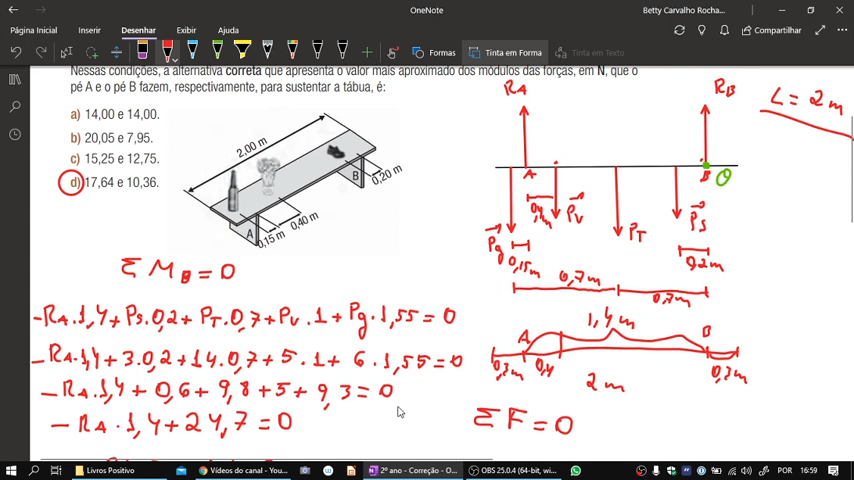 OneNote
Betty Carvalho Rocha...
Página Inicial Inserir Desenhar Exibir Ajuda
Compartilhar
Formas
Tinta em Forma
Tinta em Texto
Nessas condições, a alternativa correta que apresenta o valor mais aproximado dos módulos das forças, em N, que o
pé A e o pé B fazem, respectivamente, para sustentar a tábua, é:
a) 14,00 e 14,00.
b) 20,05 e 7,95.
c) 15,25 e 12,75.
d) 17,64 e 10,36.
2,00 m
B
0,20 m
A
0,15 m
0,40 m
RA
RB
L = 2 m
A
B
O
0,4m
Pg
PV
PT
PS
0,15m
0,2m
0,7m
0,7m
1,4m
A
B
0,3m
0,4
2m
0,3m
ΣF=0
ΣMB=0
-RA.1,4+PS.0,2+PT.0,7+PV.1+Pg.1,55=0
-RA.1,4+3.0,2+14.0,7+5.1+6.1,55=0
-RA.1,4+0,6+9,8+5+9,3=0
-RA.1,4+24,7=0
Livros Positivo
Vídeos do canal - ...
2º ano - Correção - O...
OBS 25.0.4 (64-bit, wi...
POR
16:59